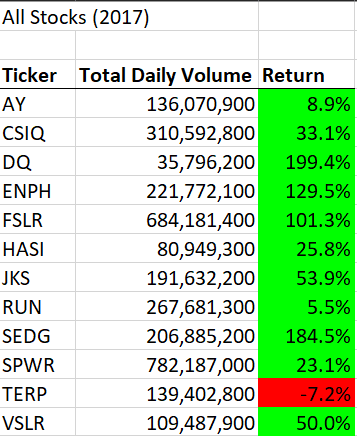 All Stocks (2017)
Ticker Total Daily Volume Return
AY 136,070,900 8.9%
CSIQ 310,592,800 33.1%
DQ 35,796,200 199.4%
ENPH 221,772,100 129.5%
FSLR 684,181,400 101.3%
HASI 80,949,300 25.8%
JKS 191,632,200 53.9%
RUN 267,681,300 5.5%
SEDG 206,885,200 184.5%
SPWR 782,187,000 23.1%
TERP 139,402,800 -7.2%
VSLR 109,487,900 50.0%